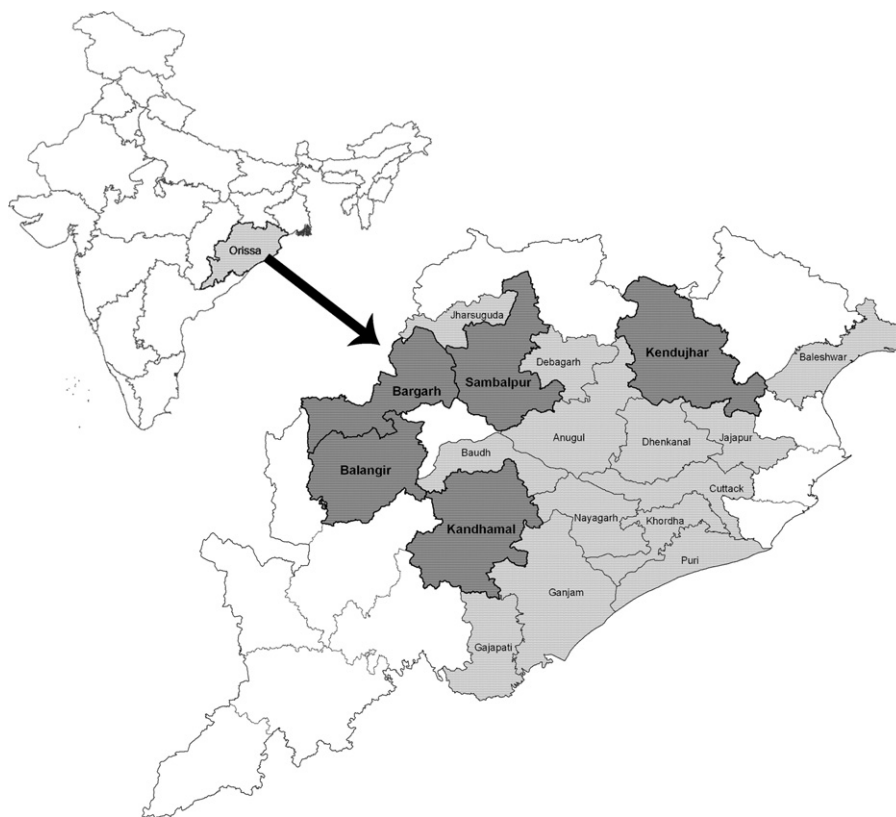 Orissa
Jharsuguda
Debagarh
Kendujhar
Baleshwar
Bargarh
Sambalpur
Anugul
Dhenkanal
Jajapur
Baudh
Balangir
Cuttack
Kandhamal
Nayagarh
Khordha
Puri
Ganjam
Gajapati